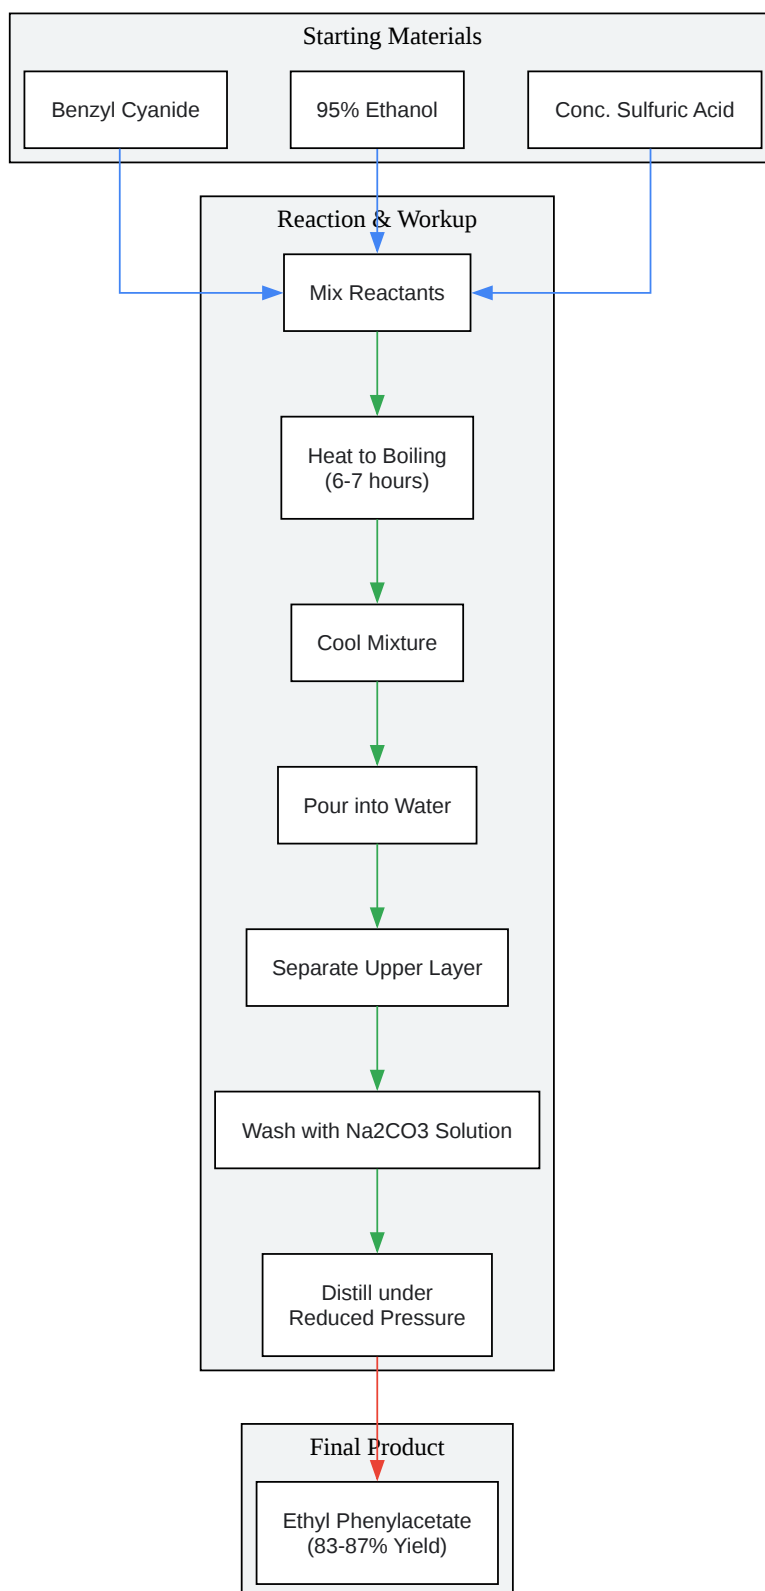 Starting Materials
Benzyl Cyanide
95% Ethanol
Conc. Sulfuric Acid
Reaction & Workup
Mix Reactants
Heat to Boiling
(6-7 hours)
Cool Mixture
Pour into Water
Separate Upper Layer
Wash with Na2CO3 Solution
Distill under
Reduced Pressure
Final Product
Ethyl Phenylacetate
(83-87% Yield)